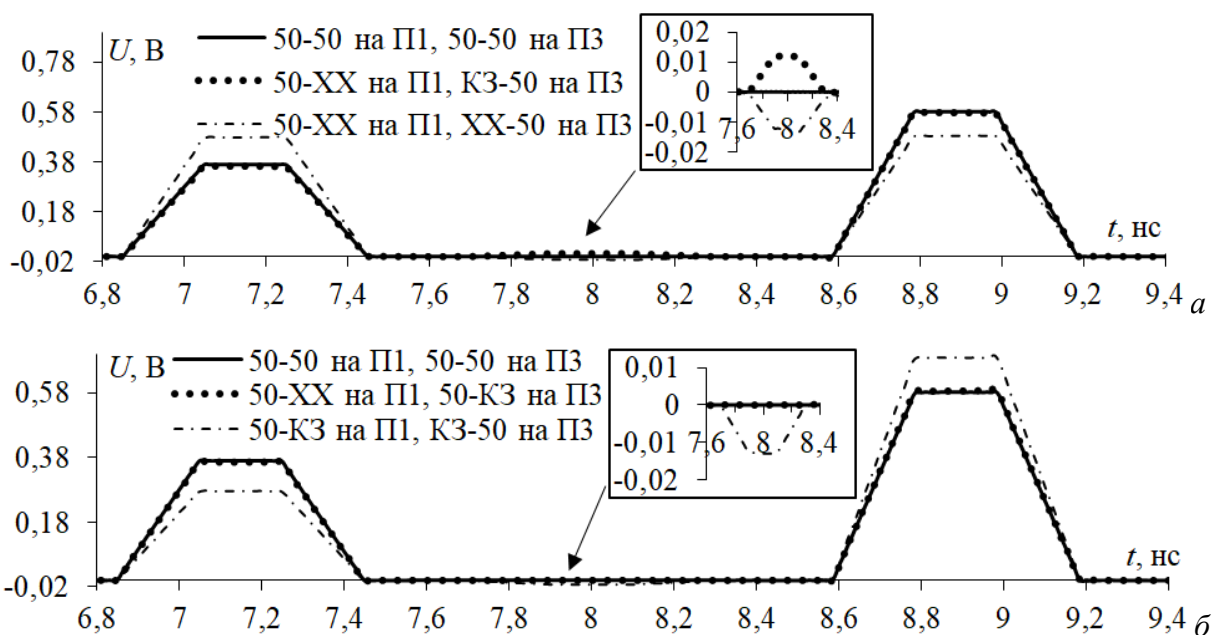 U, В
50-50 на П1, 50-50 на П3
50-ХХ на П1, КЗ-50 на П3
50-ХХ на П1, ХХ-50 на П3
0,78
0,58
0,38
0,18
-0,02
0,02
0,01
0
-0,01
-0,02
7,6 8 8,4
t, нс
6,8 7 7,2 7,4 7,6 7,8 8 8,2 8,4 8,6 8,8 9 9,2 9,4 а
U, В
50-50 на П1, 50-50 на П3
50-ХХ на П1, 50-КЗ на П3
50-КЗ на П1, КЗ-50 на П3
0,58
0,38
0,18
-0,02
0,01
0
-0,01
-0,02
7,6 8 8,4
t, нс
6,8 7 7,2 7,4 7,6 7,8 8 8,2 8,4 8,6 8,8 9 9,2 9,4 б